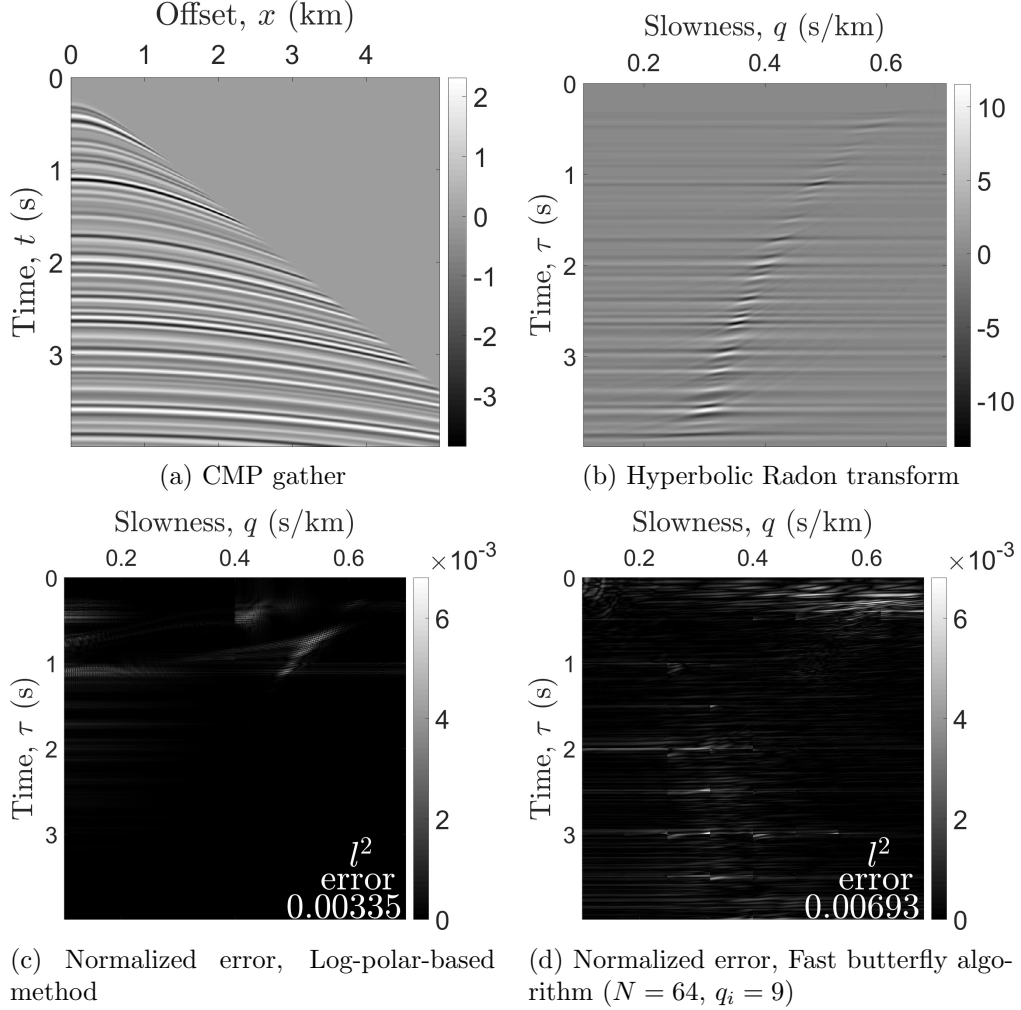 Offset, x (km)
0 1 2 3 4
0
1
2
3
Time, t (s)
2
1
0
-1
-2
-3
(a) CMP gather
Slowness, q (s/km)
0.2 0.4 0.6
0
1
2
3
Time, τ (s)
10
5
0
-5
-10
(b) Hyperbolic Radon transform
Slowness, q (s/km)
0.2 0.4 0.6
×10⁻³
0
1
2
3
Time, τ (s)
6
4
2
0
l²
error
0.00335
(c) Normalized error, Log-polar-based
method
Slowness, q (s/km)
0.2 0.4 0.6
×10⁻³
0
1
2
3
Time, τ (s)
6
4
2
0
l²
error
0.00693
(d) Normalized error, Fast butterfly algo-
rithm (N = 64, qᵢ = 9)